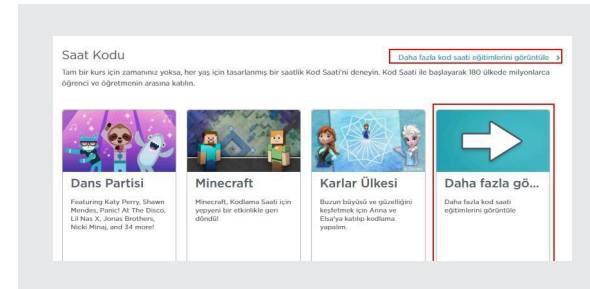 Saat Kodu
Daha fazla kod saati eğitimlerini görüntüle
Tam bir kurs için zamanınız yoksa, her yaş için tasarlanmış bir saatlik Kod Saati'ni deneyin. Kod Saati ile başlayarak 180 ülkede milyonlarca
öğrenci ve öğretmenin arasına katılın.
Dans Partisi
Featuring Katy Perry, Shawn
Mendes, Panic! At The Disco,
Lil Nas X, Jonas Brothers,
Nicki Minaj, and 34 more!
Minecraft
Minecraft, Kodlama Saati için
yepyeni bir etkinlikle geri
döndü!
Karlar Ülkesi
Buzun büyüsü ve güzelliğini
keşfetmek için Anna ve
Elsa'ya katılıp kodlama
yapalım.
Daha fazla gö...
Daha fazla kod saati
eğitimlerini görüntüle